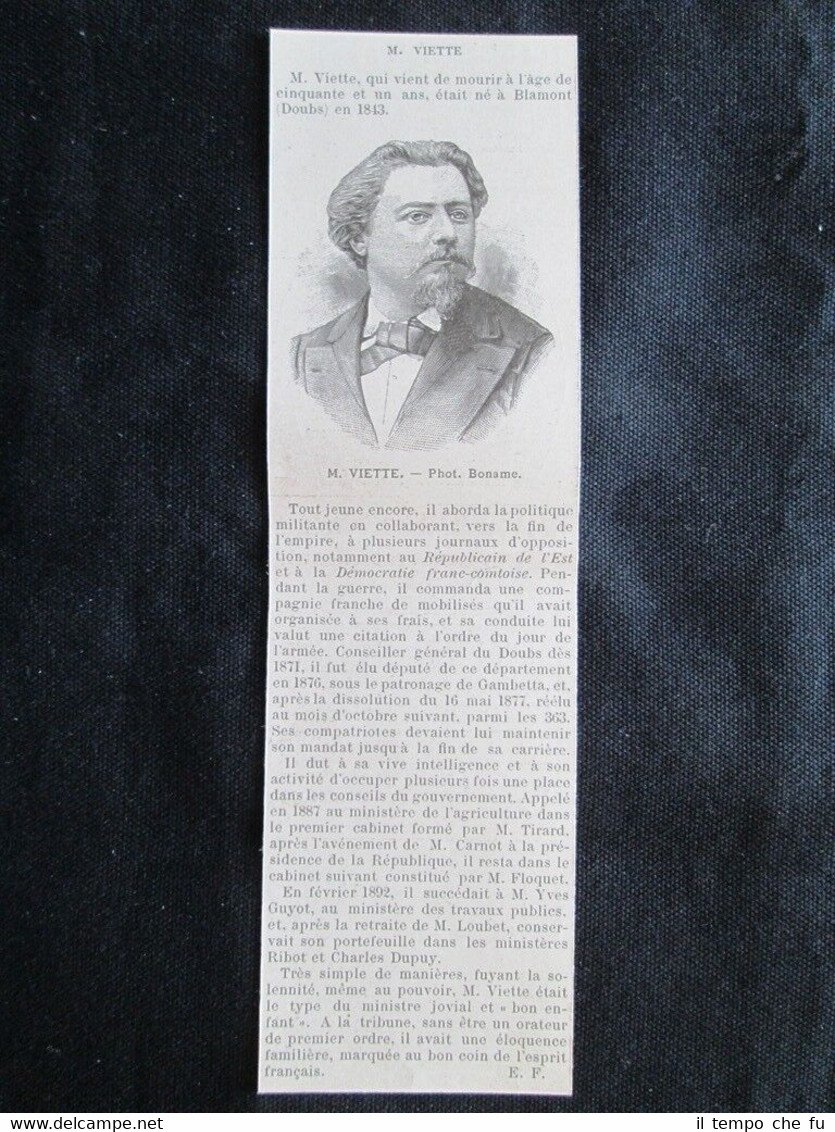 M. VIETTE
M. Viette, qui vient de mourir à l'âge de
cinquante et un ans, était né à Blamont
(Doubs) en 1843.
M. VIETTE. — Phot. Boname.
Tout jeune encore, il aborda la politique
militante en collaborant, vers la fin de
l'empire, à plusieurs journaux d'opposi-
tion, notamment au Républicain de l'Est
et à la Démocratie franc-comtoise. Pen-
dant la guerre, il commanda une com-
pagnie franche de mobilisés qu'il avait
organisée à ses frais, et sa conduite lui
valut une citation à l'ordre du jour de
l'armée. Conseiller général du Doubs dès
1871, il fut élu député de ce département
en 1876, sous le patronage de Gambetta, et,
après la dissolution du 16 mai 1877, réélu
au mois d'octobre suivant, parmi les 363.
Ses compatriotes devaient lui maintenir
son mandat jusqu'à la fin de sa carrière.
Il dut à sa vive intelligence et à son
activité d'occuper plusieurs fois une place
dans les conseils du gouvernement. Appelé
en 1887 au ministère de l'agriculture dans
le premier cabinet formé par M. Tirard,
après l'avénement de M. Carnot à la pré-
sidence de la République, il resta dans le
cabinet suivant constitué par M. Floquet.
En février 1892, il succédait à M. Yves
Guyot, au ministère des travaux publics,
et, après la retraite de M. Loubet, conser-
vait son portefeuille dans les ministères
Ribot et Charles Dupuy.
Très simple de manières, fuyant la so-
lennité, même au pouvoir, M. Viette était
le type du ministre jovial et « bon en-
fant ». A la tribune, sans être un orateur
de premier ordre, il avait une éloquence
familière, marquée au bon coin de l'esprit
français. E. F.
Delcampe.net
il tempo che fu